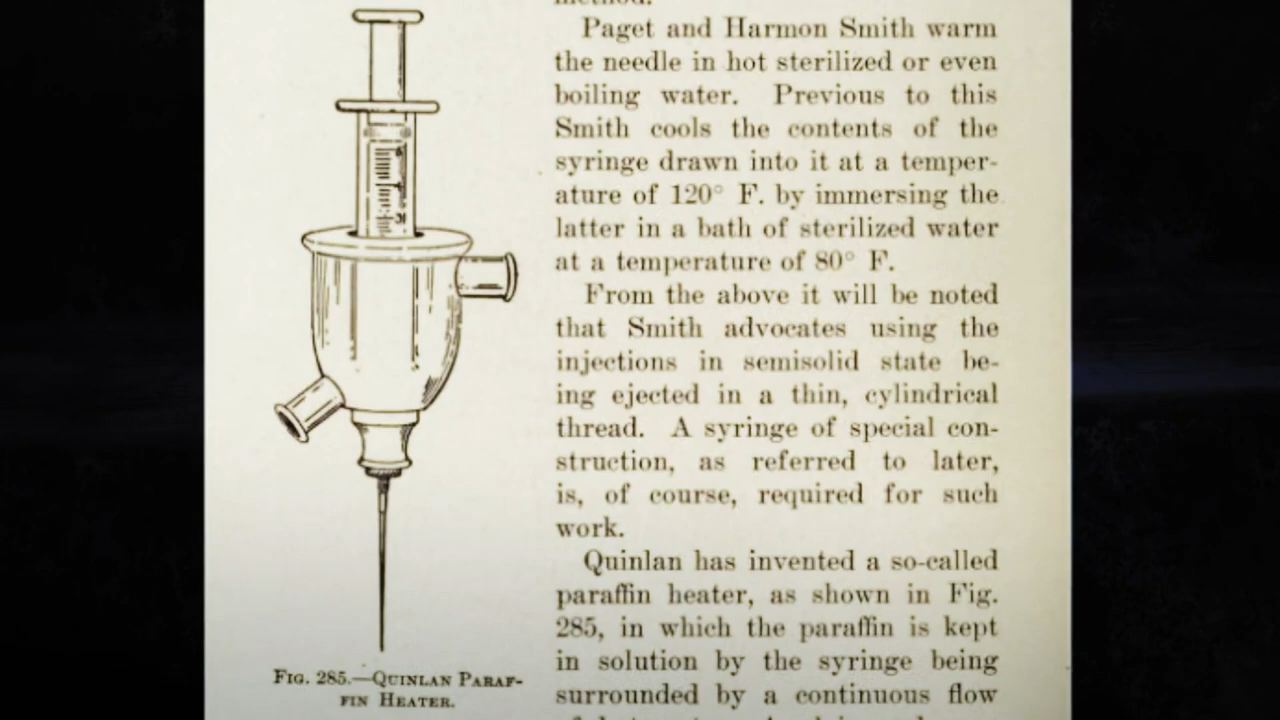 method.
Paget and Harmon Smith warm
the needle in hot sterilized or even
boiling water. Previous to this
Smith cools the contents of the
syringe drawn into it at a temper-
ature of 120° F. by immersing the
latter in a bath of sterilized water
at a temperature of 80° F.
From the above it will be noted
that Smith advocates using the
injections in semisolid state be-
ing ejected in a thin, cylindrical
thread. A syringe of special con-
struction, as referred to later,
is, of course, required for such
work.
Quinlan has invented a so-called
paraffin heater, as shown in Fig.
285, in which the paraffin is kept
in solution by the syringe being
surrounded by a continuous flow
FIG. 285.—QUINLAN PARAF-
FIN HEATER.